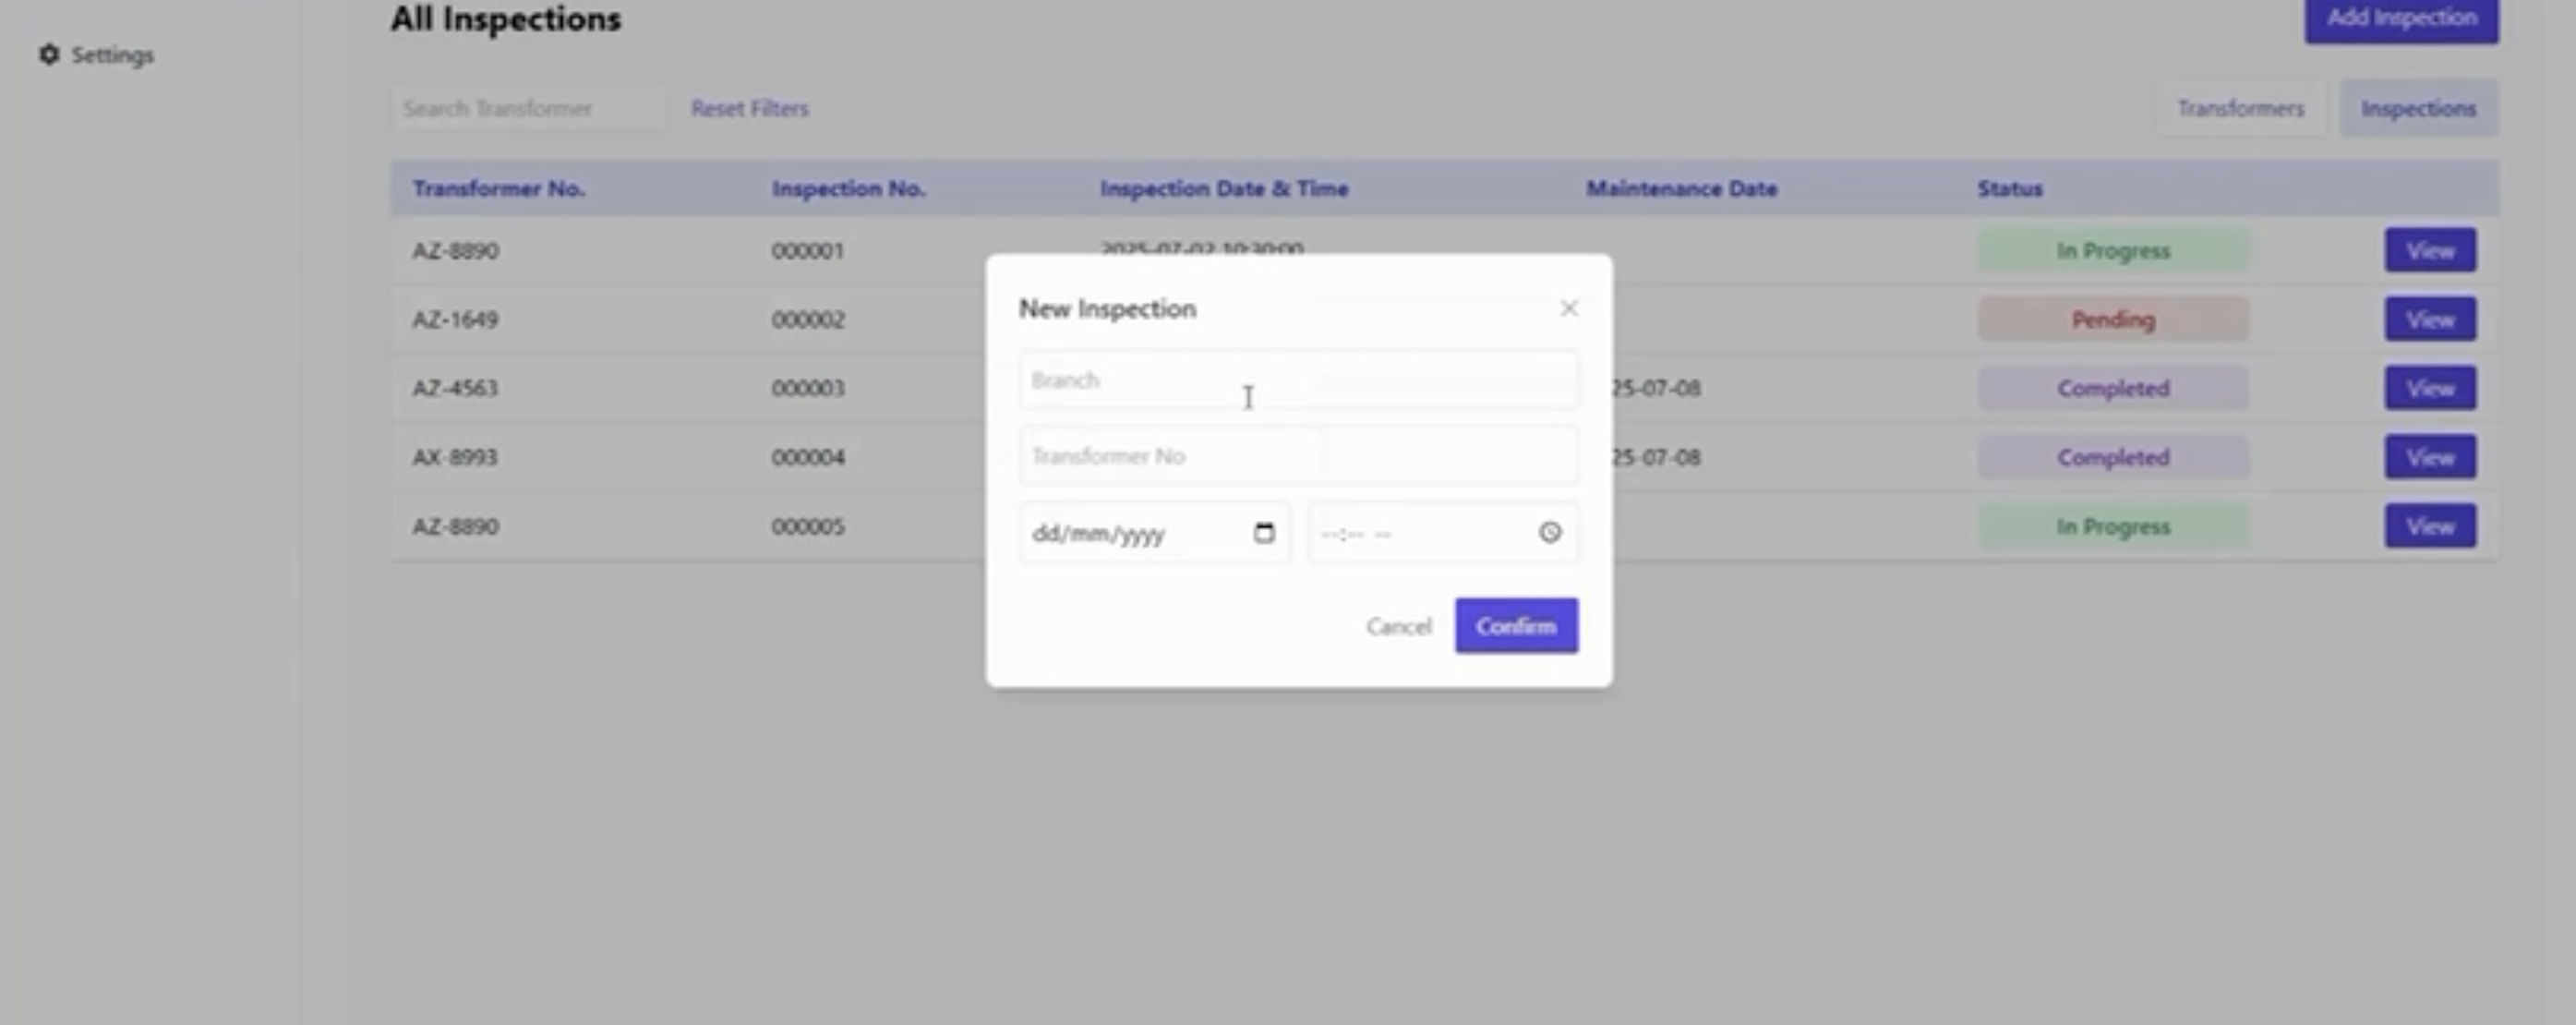 All Inspections
Add Inspection
Settings
Search Transformer Reset Filters
Transformers Inspections
Transformer No. Inspection No. Inspection Date & Time Maintenance Date Status
AZ-8890 000001 2025-07-02 10:30:00 In Progress View
AZ-1649 000002 Pending View
AZ-4563 000003 25-07-08 Completed View
AX-8993 000004 25-07-08 Completed View
AZ-8890 000005 In Progress View
New Inspection
Branch
Transformer No
dd/mm/yyyy --:-- --
Cancel Confirm